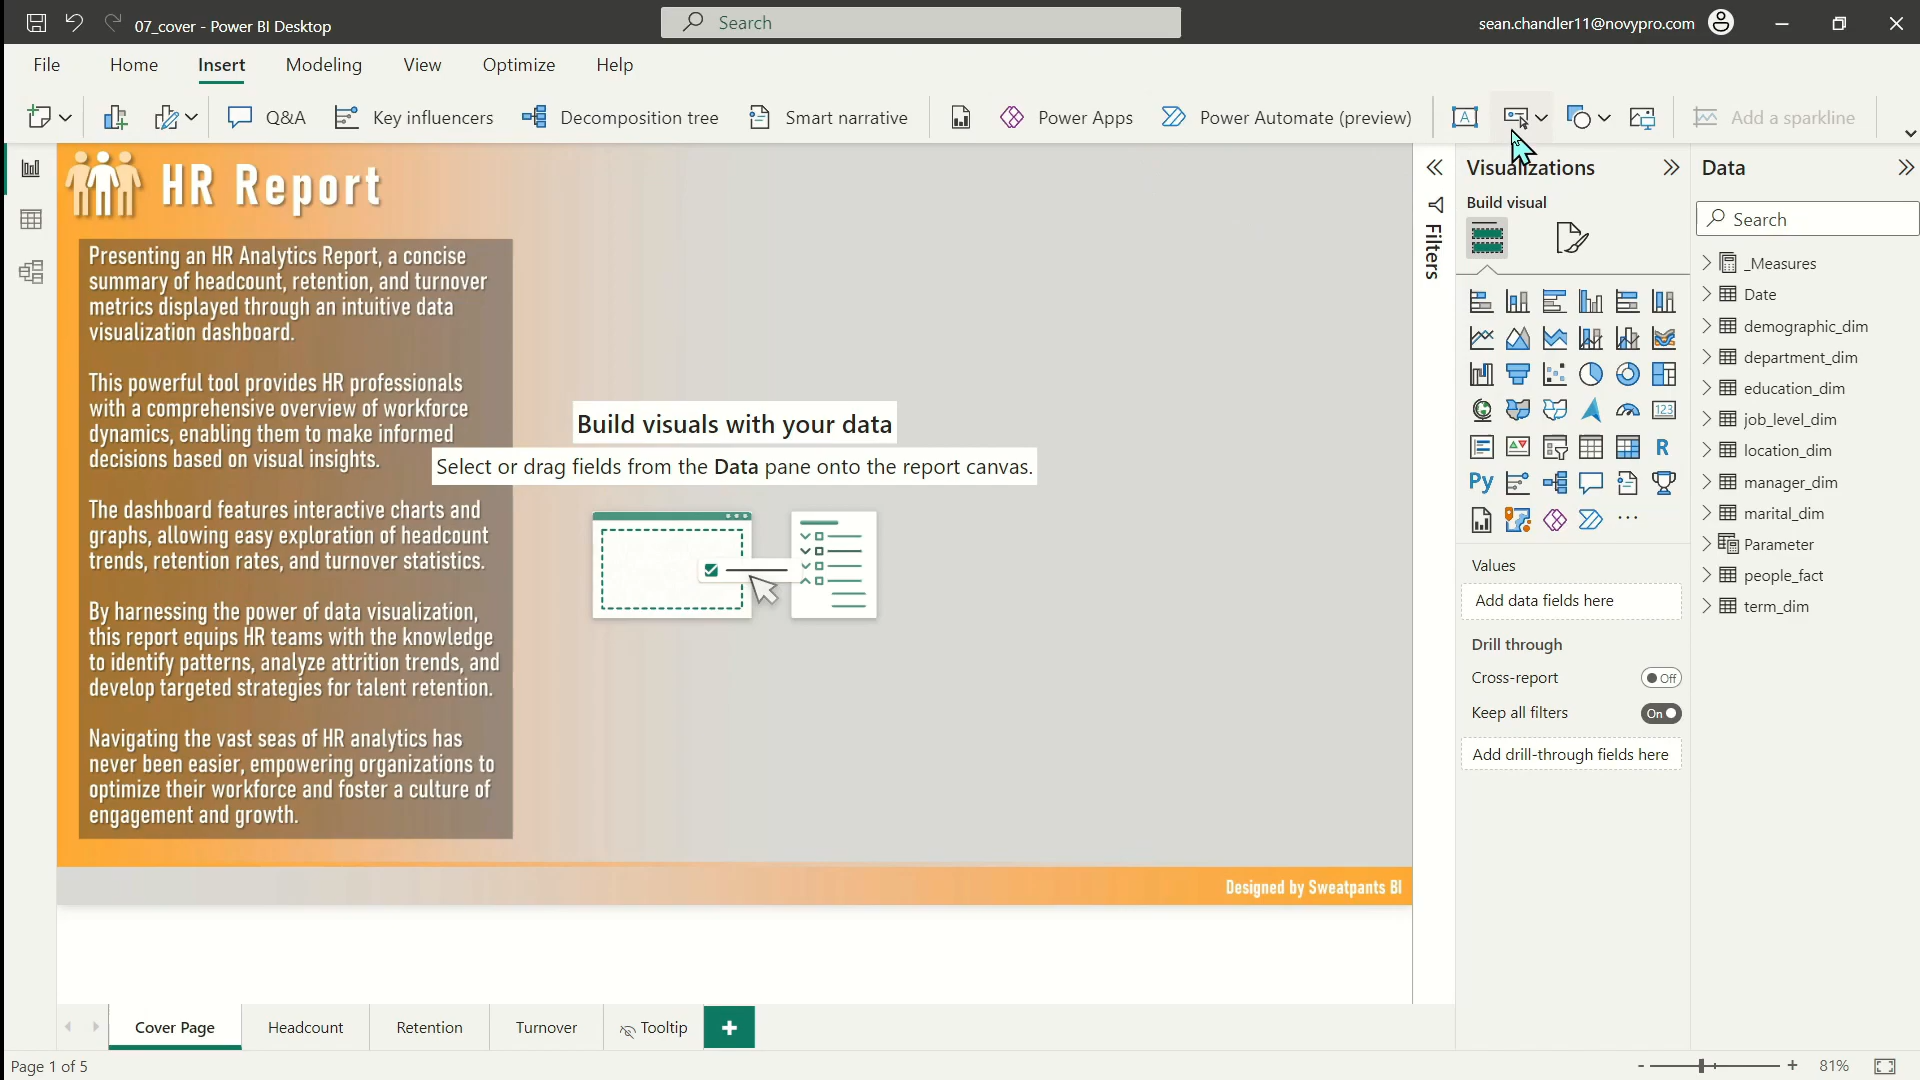 07_cover - Power BI Desktop
Search
sean.chandler11@novypro.com
File
Home
Insert
Modeling
View
Optimize
Help
Q&A
Key influencers
Decomposition tree
Smart narrative
Power Apps
Power Automate (preview)
A
Add a sparkline
HR Report
Presenting an HR Analytics Report, a concise
summary of headcount, retention, and turnover
metrics displayed through an intuitive data
visualization dashboard.
This powerful tool provides HR professionals
with a comprehensive overview of workforce
dynamics, enabling them to make informed
decisions based on visual insights.
The dashboard features interactive charts and
graphs, allowing easy exploration of headcount
trends, retention rates, and turnover statistics.
By harnessing the power of data visualization,
this report equips HR teams with the knowledge
to identify patterns, analyze attrition trends, and
develop targeted strategies for talent retention.
Navigating the vast seas of HR analytics has
never been easier, empowering organizations to
optimize their workforce and foster a culture of
engagement and growth.
Build visuals with your data
Select or drag fields from the Data pane onto the report canvas.
Designed by Sweatpants BI
Filters
Visualizations
Build visual
123
R
Py
Values
Add data fields here
Drill through
Cross-report
Off
Keep all filters
On
Add drill-through fields here
Data
Search
_Measures
Date
demographic_dim
department_dim
education_dim
job_level_dim
location_dim
manager_dim
marital_dim
Parameter
people_fact
term_dim
Cover Page
Headcount
Retention
Turnover
Tooltip
Page 1 of 5
81%